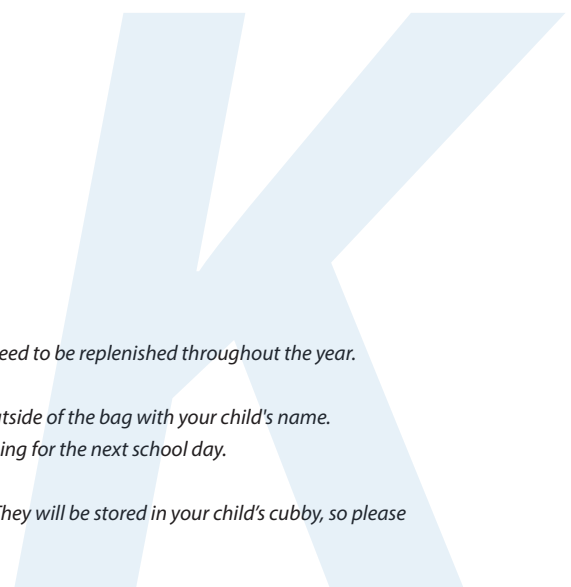 K
eed to be replenished throughout the year.
utside of the bag with your child's name.
ing for the next school day.
They will be stored in your child’s cubby, so please